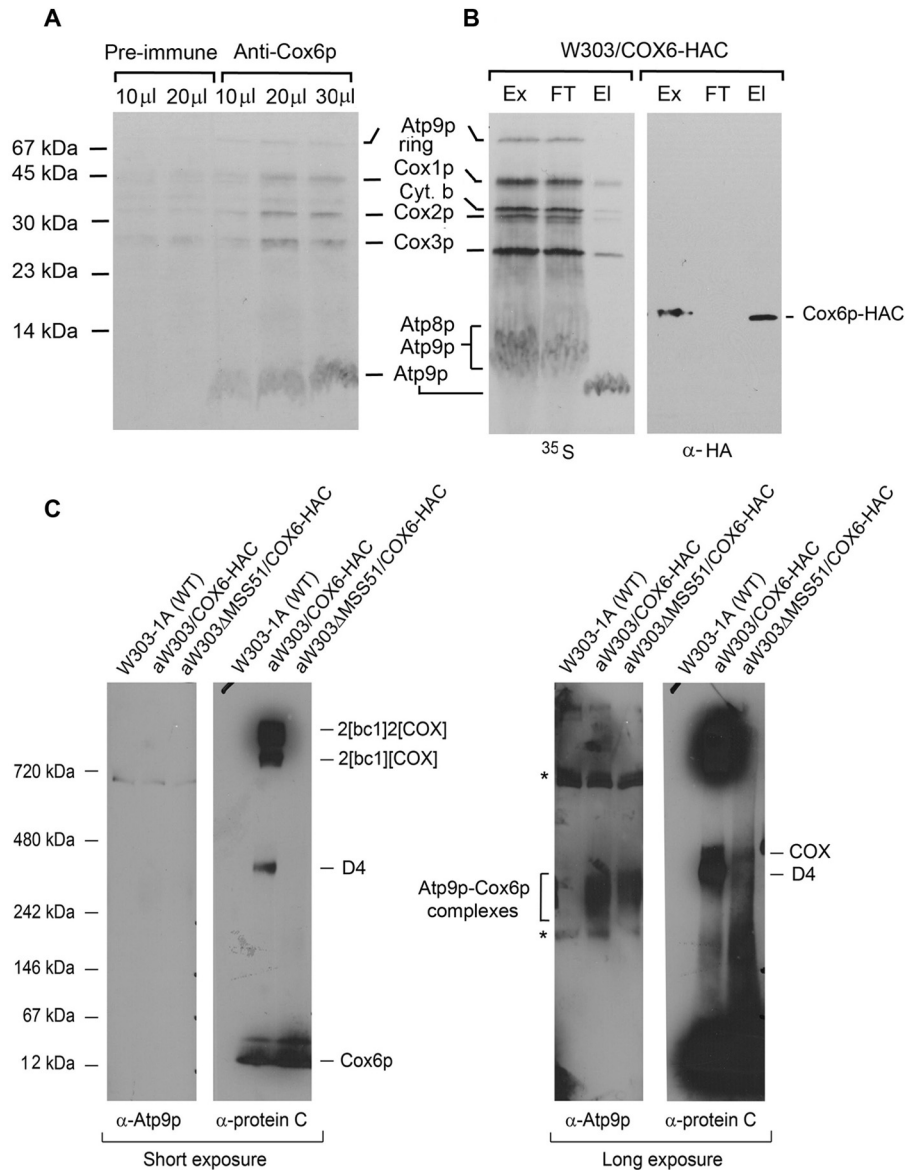 A
Pre-immune Anti-Cox6p
10µl 20µl 10µl 20µl 30µl
67 kDa
45 kDa
30 kDa
23 kDa
14 kDa
Atp9p
ring
Cox1p
Cyt. b
Cox2p
Cox3p
Atp8p
Atp9p
Atp9p
B
W303/COX6-HAC
Ex FT El Ex FT El
Cox6p-HAC
35S
α-HA
C
W303-1A (WT)
aW303/COX6-HAC
aW303ΔMSS51/COX6-HAC
W303-1A (WT)
aW303/COX6-HAC
aW303ΔMSS51/COX6-HAC
720 kDa
480 kDa
242 kDa
146 kDa
67 kDa
12 kDa
2[bc1]2[COX]
2[bc1][COX]
D4
Cox6p
α-Atp9p α-protein C
Short exposure
W303-1A (WT)
aW303/COX6-HAC
aW303ΔMSS51/COX6-HAC
W303-1A (WT)
aW303/COX6-HAC
aW303ΔMSS51/COX6-HAC
*
Atp9p-Cox6p
complexes
*
COX
D4
α-Atp9p α-protein C
Long exposure